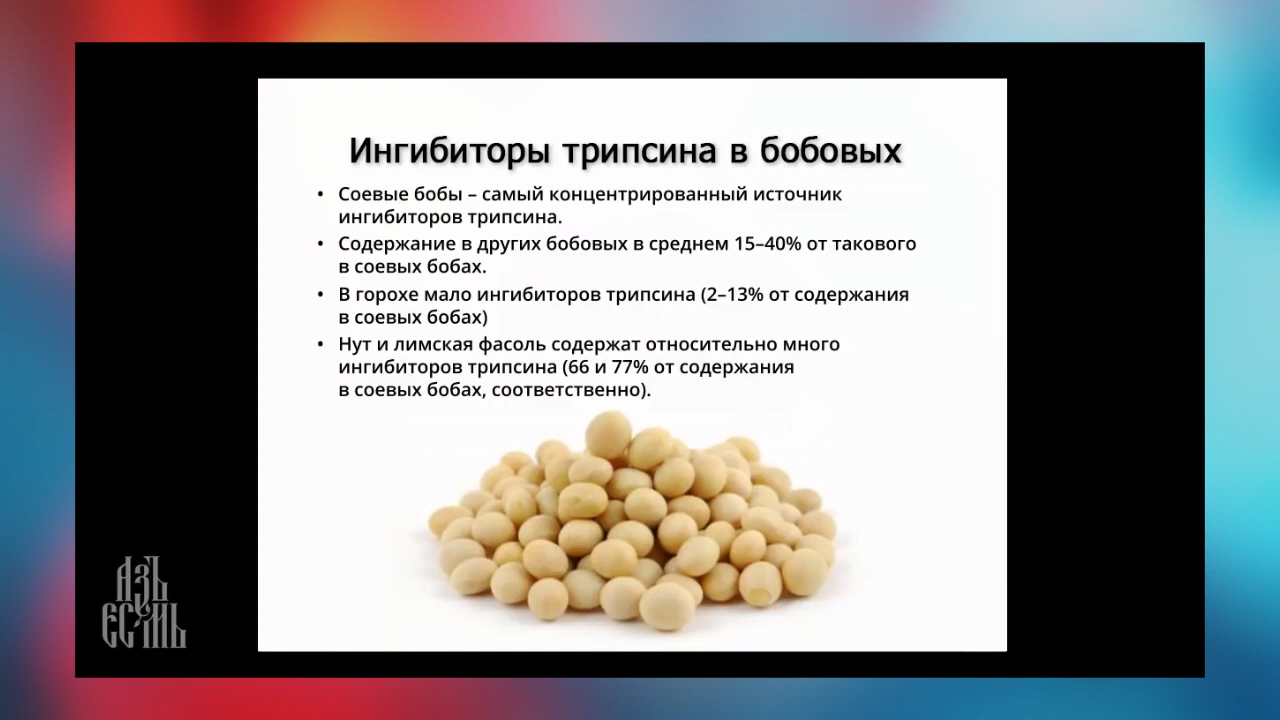 Ингибиторы трипсина в бобовых
• Соевые бобы – самый концентрированный источник
ингибиторов трипсина.
• Содержание в других бобовых в среднем 15–40% от такового
в соевых бобах.
• В горохе мало ингибиторов трипсина (2–13% от содержания
в соевых бобах)
• Нут и лимская фасоль содержат относительно много
ингибиторов трипсина (66 и 77% от содержания
в соевых бобах, соответственно).
АЗЪ
ЕСМЬ